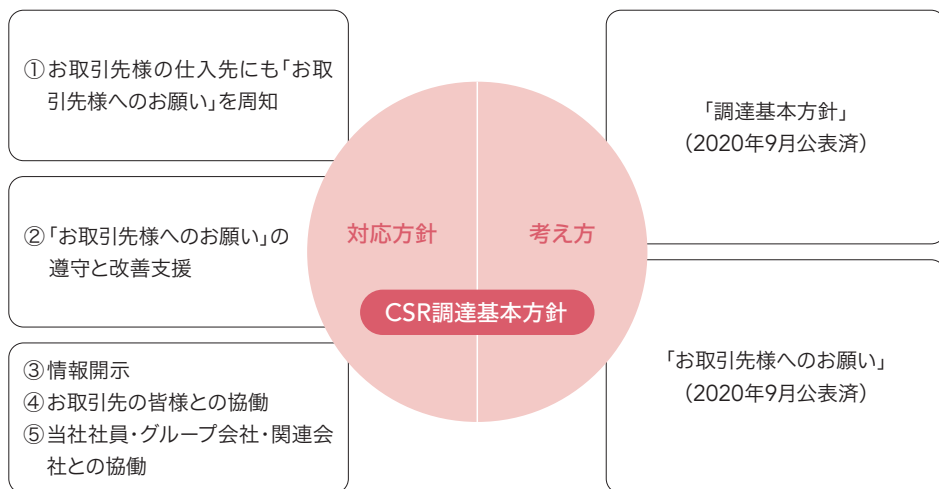 ①お取引先様の仕入先にも「お取
引先様へのお願い」を周知
②「お取引先様へのお願い」の
遵守と改善支援
③情報開示
④お取引先の皆様との協働
⑤当社社員・グループ会社・関連会
社との協働
対応方針
考え方
CSR調達基本方針
「調達基本方針」
（2020年9月公表済）
「お取引先様へのお願い」
（2020年9月公表済）